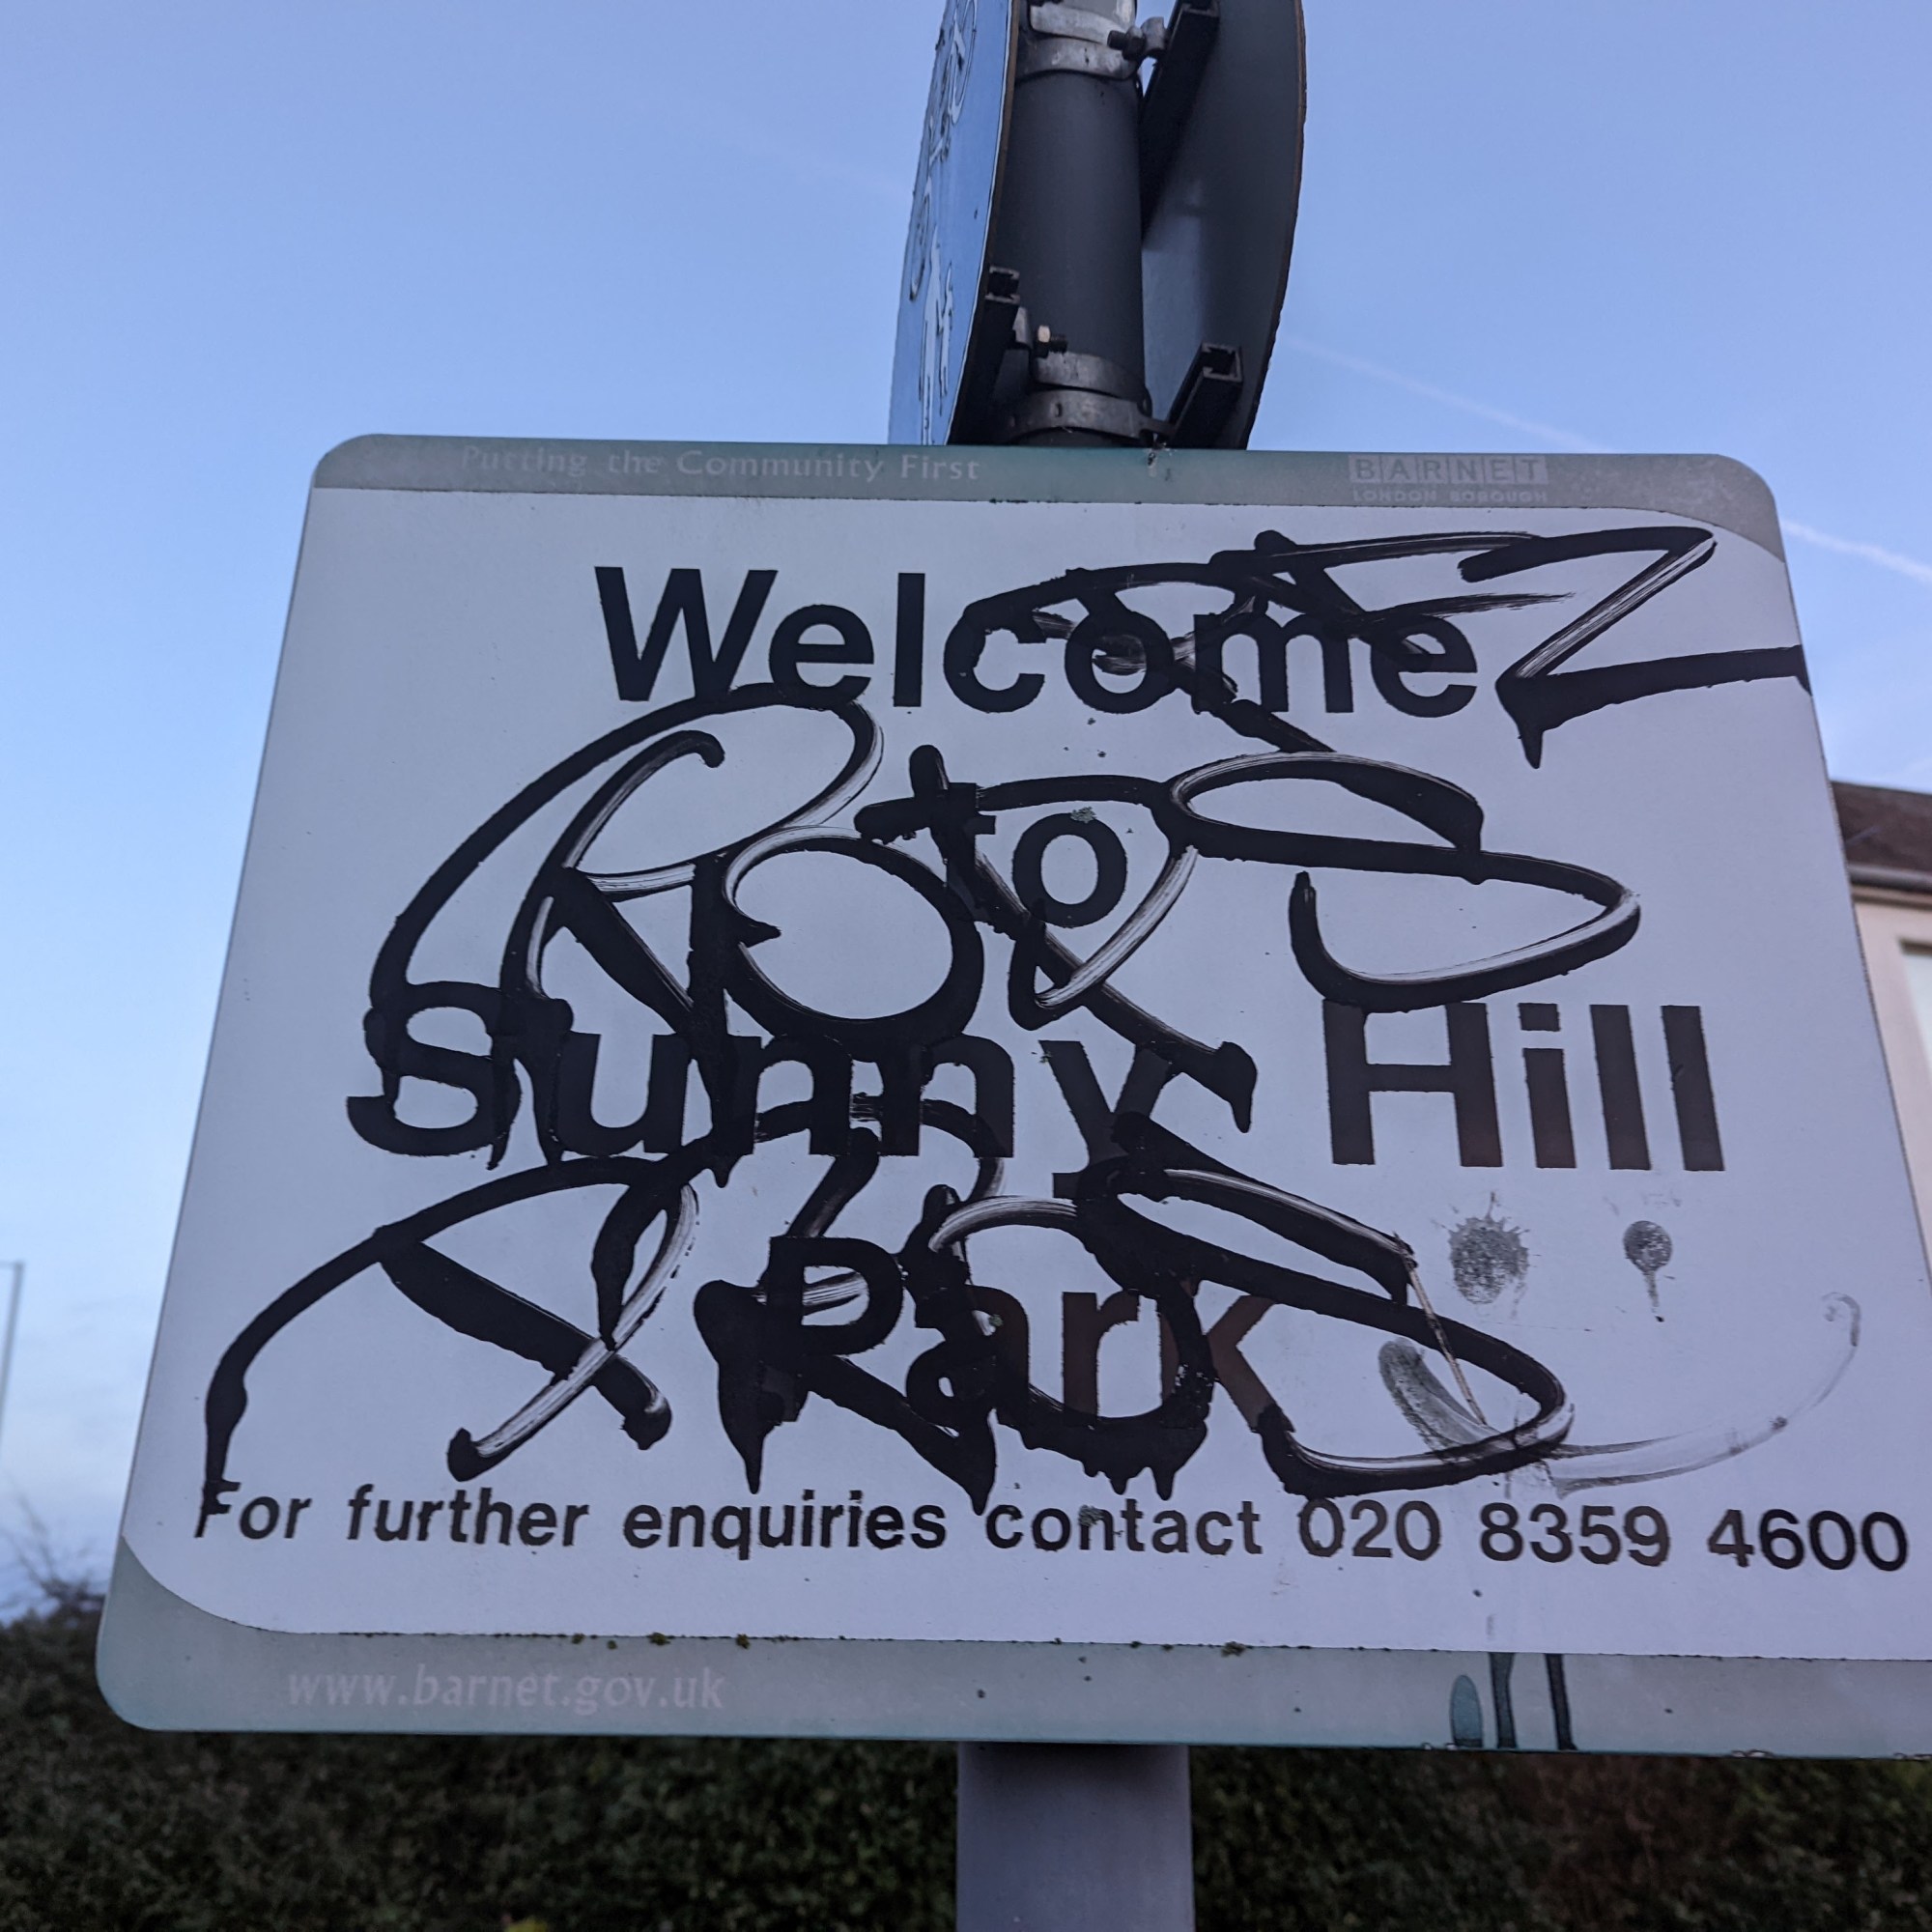 Putting the Community First
BARNET
LONDON BOROUGH
Welcome
to
Sunny Hill
Park
For further enquiries contact 020 8359 4600
www.barnet.gov.uk